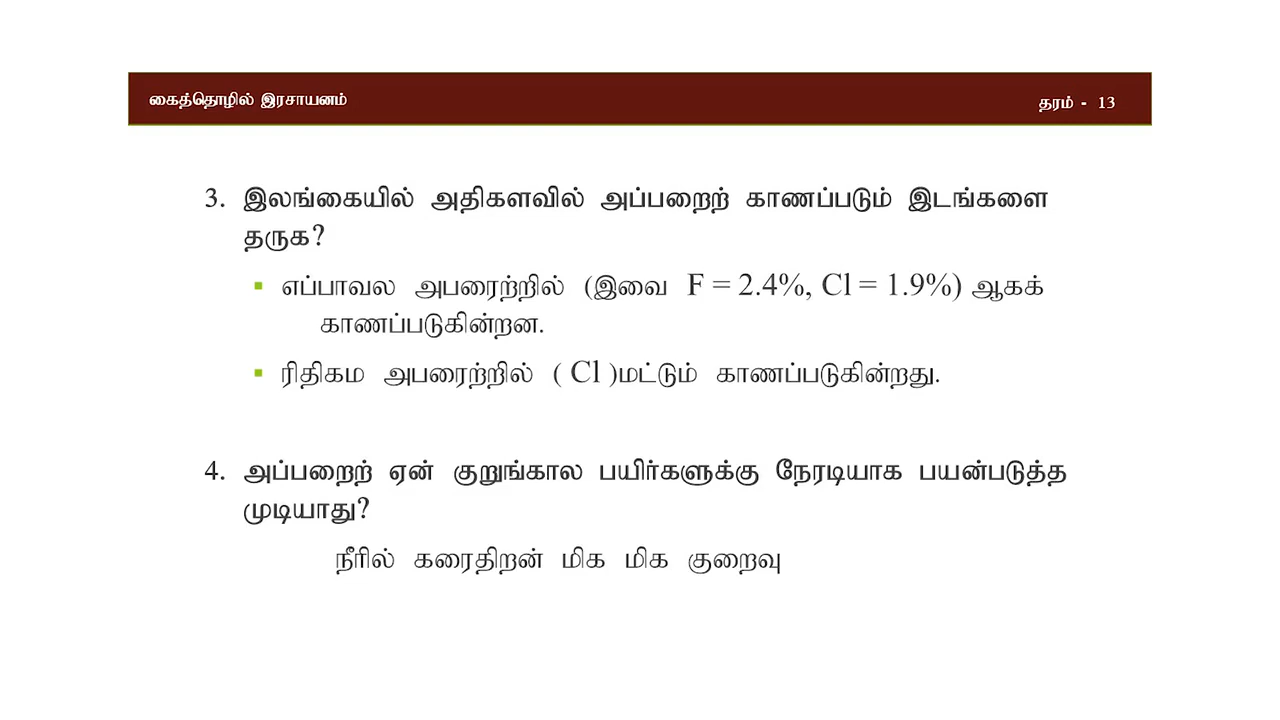 கைத்தொழில் இரசாயனம்
தரம் - 13
3. இலங்கையில் அதிகளவில் அப்பறைற் காணப்படும் இடங்களை
தருக?
▪ எப்பாவல அபரைற்றில் (இவை F = 2.4%, Cl = 1.9%) ஆகக்
காணப்படுகின்றன.
▪ ரிதிகம அபரைற்றில் ( Cl )மட்டும் காணப்படுகின்றது.
4. அப்பறைற் ஏன் குறுங்கால பயிர்களுக்கு நேரடியாக பயன்படுத்த
முடியாது?
நீரில் கரைதிறன் மிக மிக குறைவு